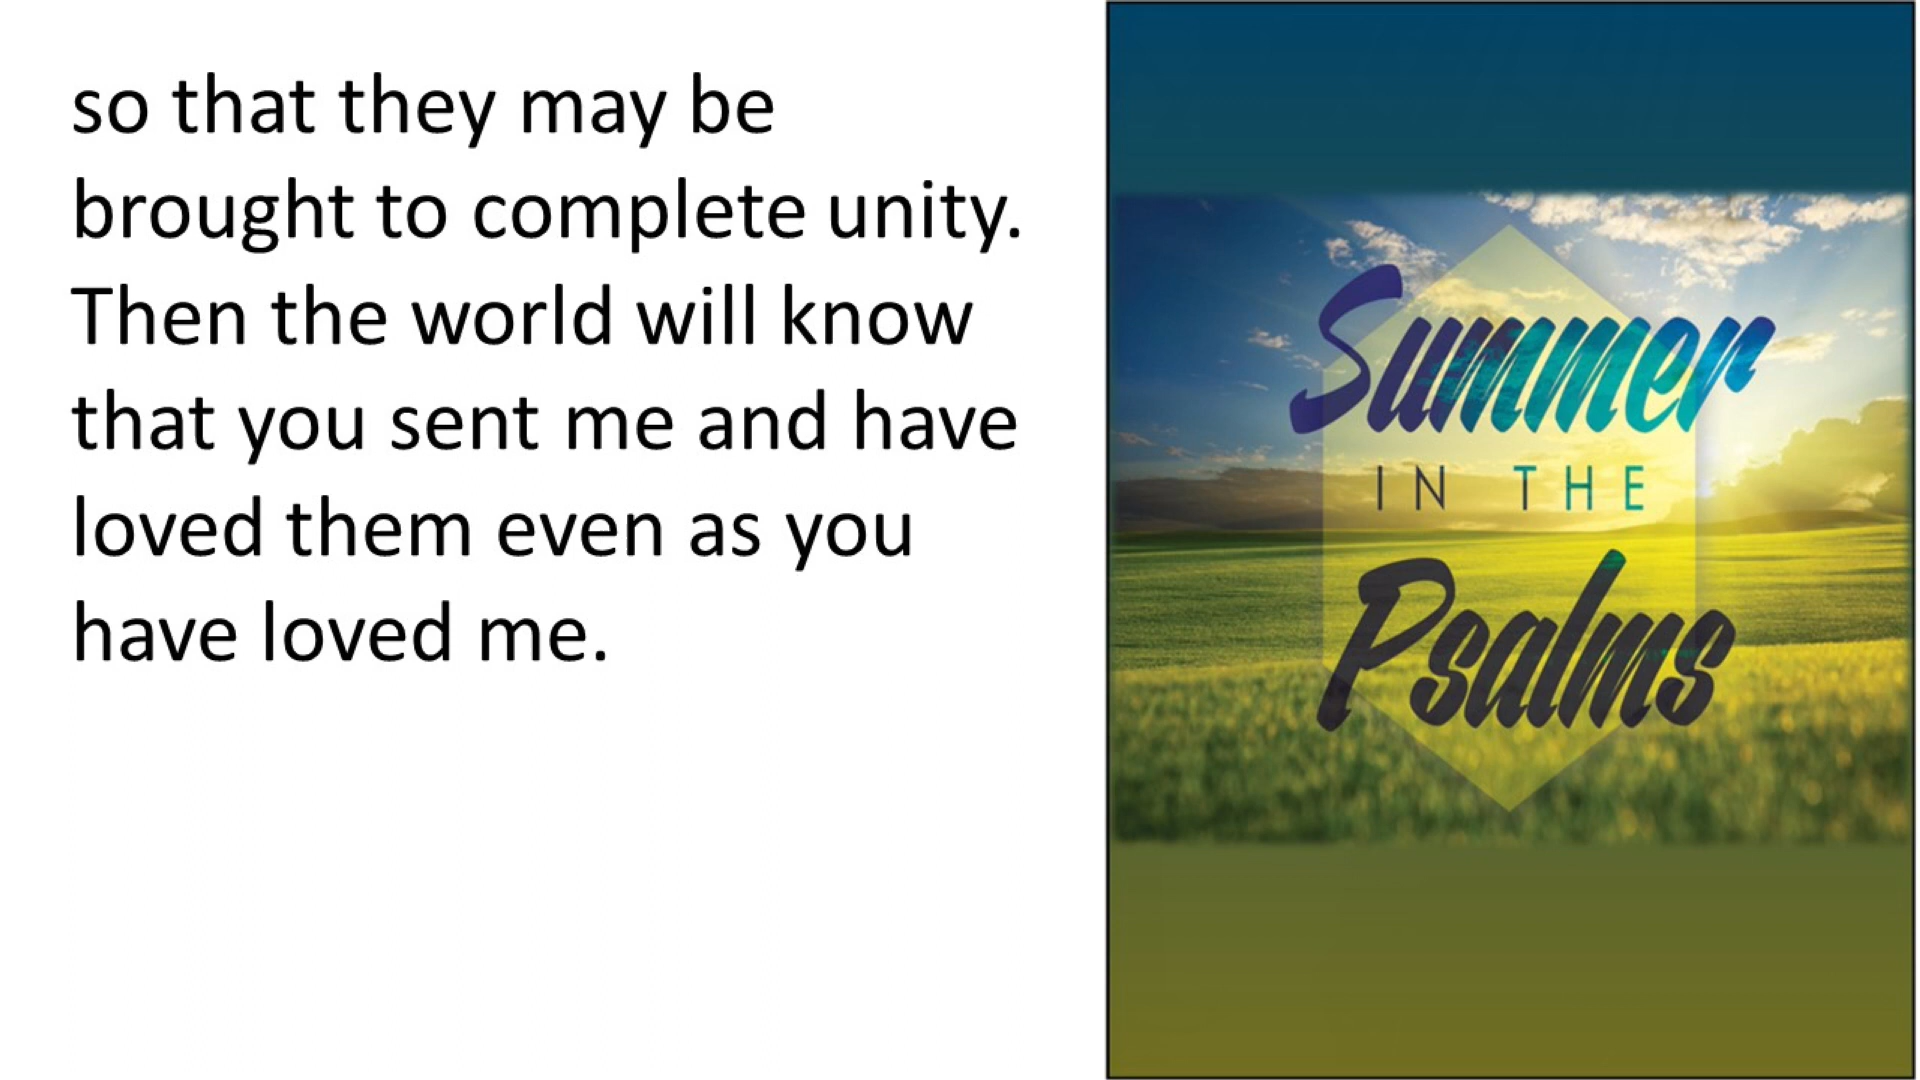 so that they may be
brought to complete unity.
Then the world will know
that you sent me and have
loved them even as you
have loved me.
Summer
IN THE
Psalms